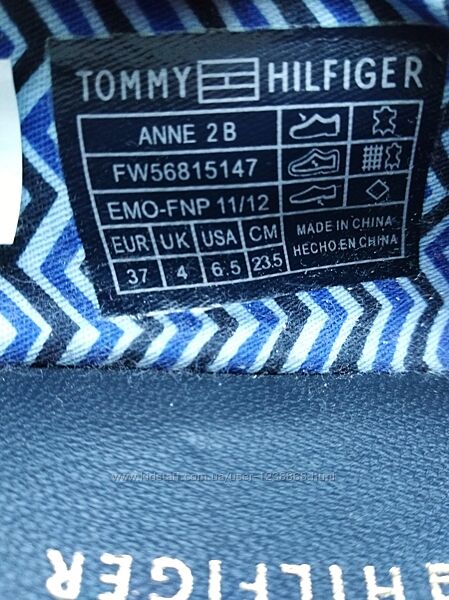 TOMMY HILFIGER
ANNE 2 B
FW56815147
EMO-FNP 11/12
EUR UK USA CM
37 4 6.5 23.5
MADE IN CHINA
HECHO EN CHINA
HILFIGER